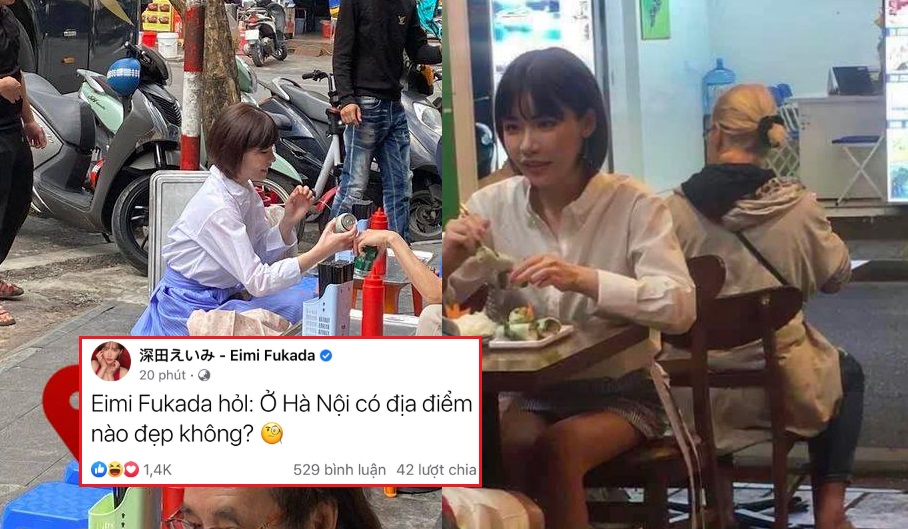 深田えいみ - Eimi Fukada
20 phút ·
Eimi Fukada hỏi: Ở Hà Nội có địa điểm
nào đẹp không?
1,4K 529 bình luận 42 lượt chia